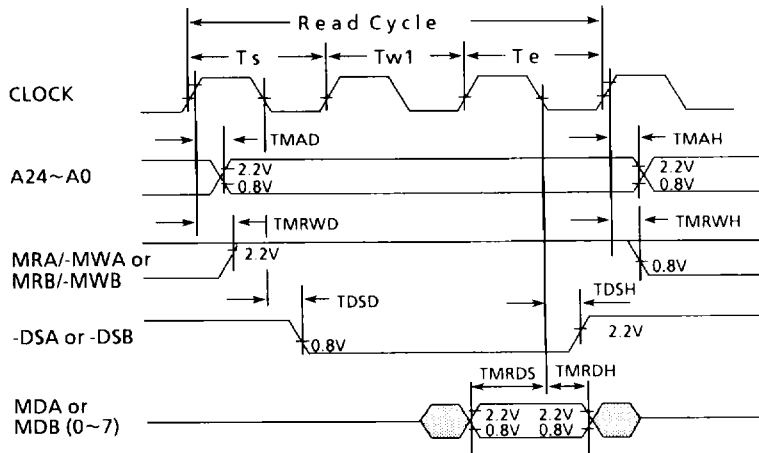 Read Cycle
Ts Tw1 Te
CLOCK
TMAD TMAH
A24~A0 2.2V 2.2V
0.8V 0.8V
TMRWD TMRWH
MRA/-MWA or 2.2V
MRB/-MWB 0.8V
TDSD TDSH
-DSA or -DSB 0.8V 2.2V
TMRDS TMRDH
MDA or 2.2V 2.2V
MDB (0~7) 0.8V 0.8V